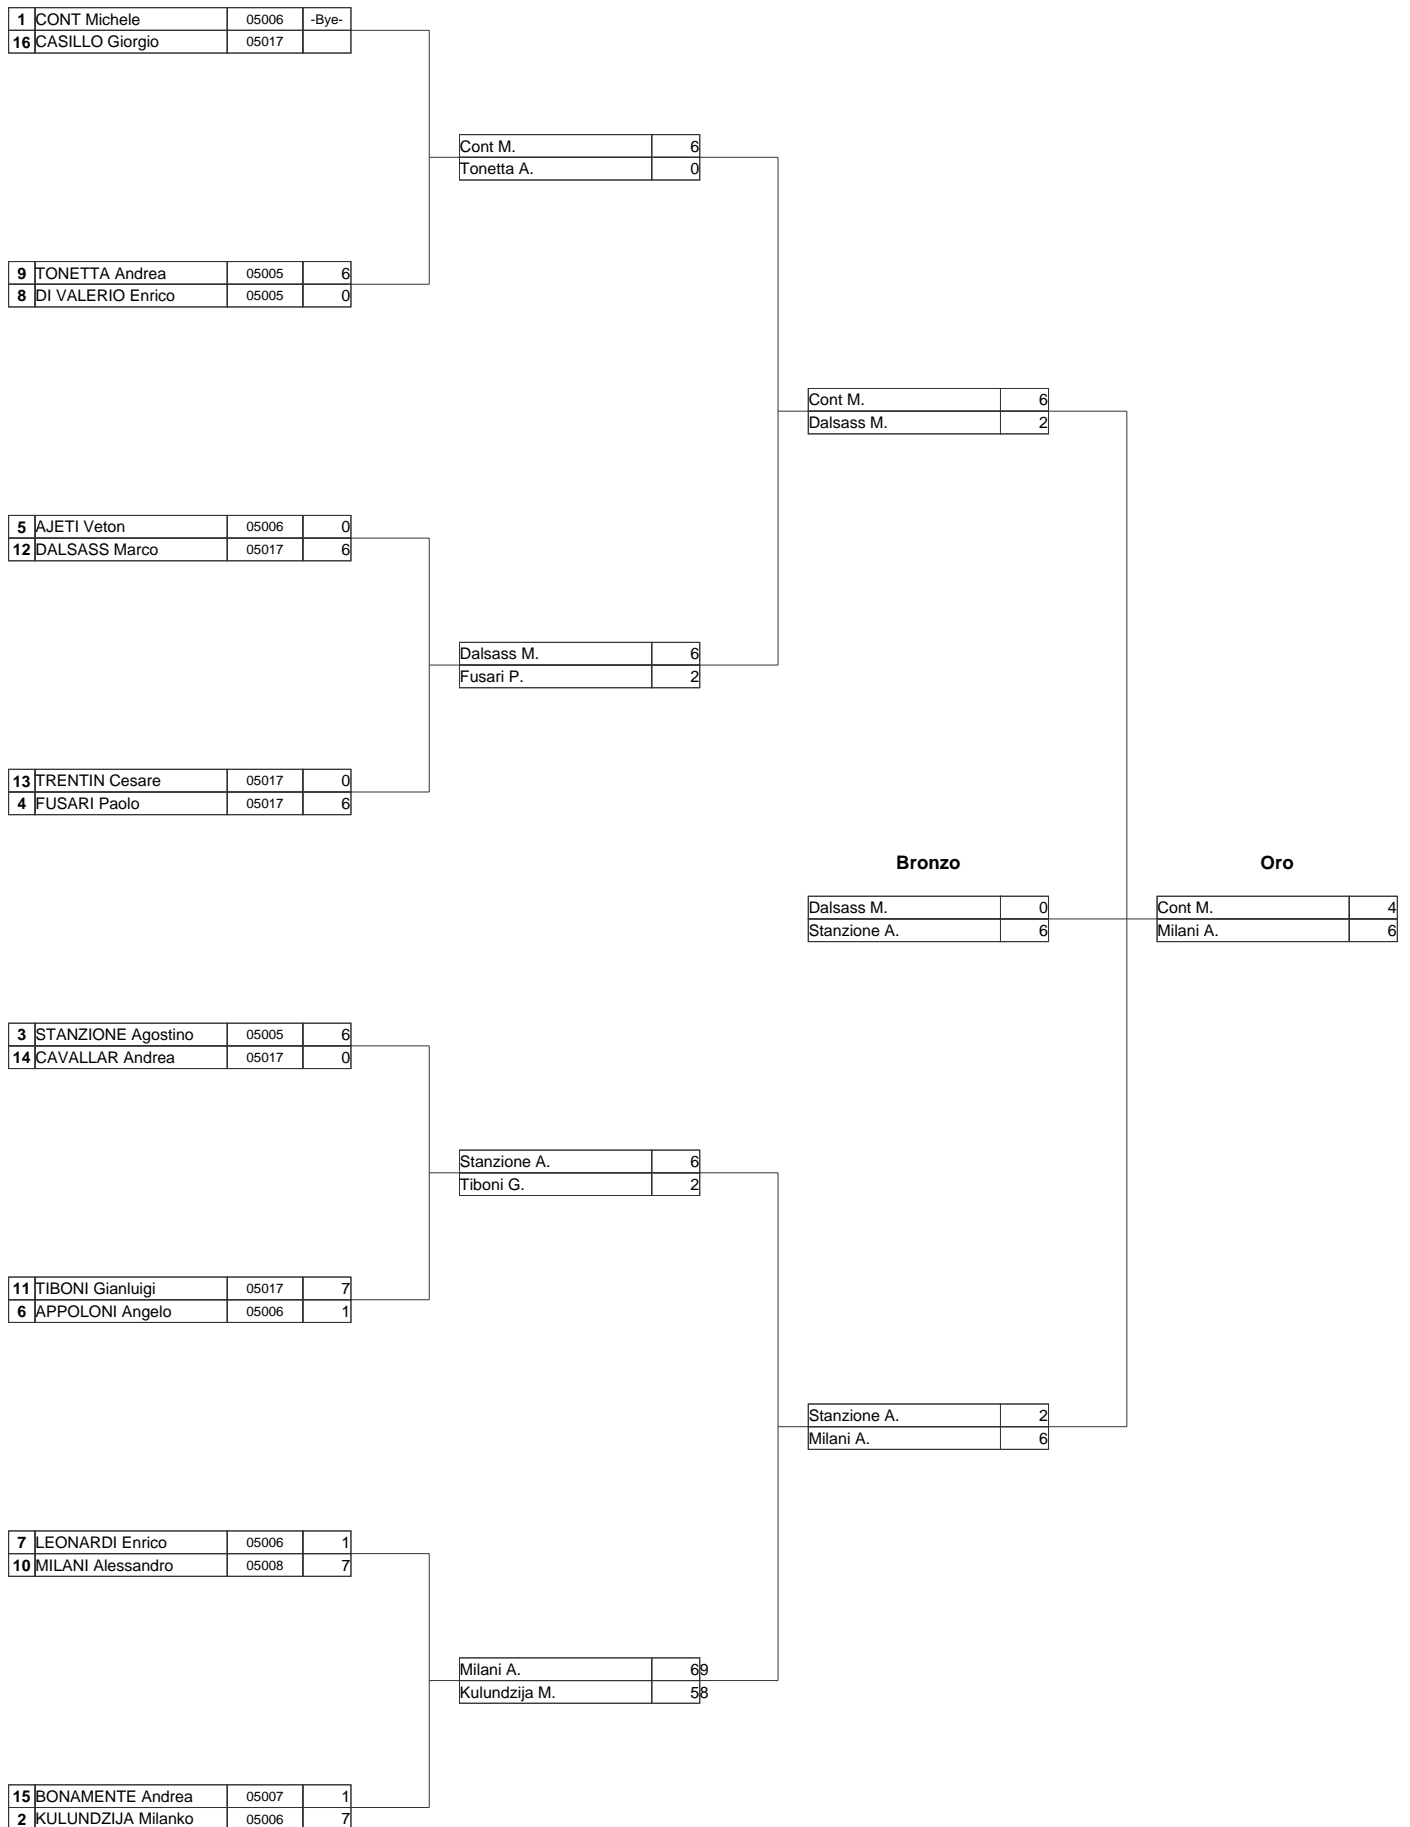 1 CONT Michele 05006 -Bye-
16 CASILLO Giorgio 05017
Cont M. 6
Tonetta A. 0
9 TONETTA Andrea 05005 6
8 DI VALERIO Enrico 05005 0
Cont M. 6
Dalsass M. 2
5 AJETI Veton 05006 0
12 DALSASS Marco 05017 6
Dalsass M. 6
Fusari P. 2
13 TRENTIN Cesare 05017 0
4 FUSARI Paolo 05017 6
Bronzo Oro
Dalsass M. 0 Cont M. 4
Stanzione A. 6 Milani A. 6
3 STANZIONE Agostino 05005 6
14 CAVALLAR Andrea 05017 0
Stanzione A. 6
Tiboni G. 2
11 TIBONI Gianluigi 05017 7
6 APPOLONI Angelo 05006 1
Stanzione A. 2
Milani A. 6
7 LEONARDI Enrico 05006 1
10 MILANI Alessandro 05008 7
Milani A. 6 9
Kulundzija M. 5 8
15 BONAMENTE Andrea 05007 1
2 KULUNDZIJA Milanko 05006 7